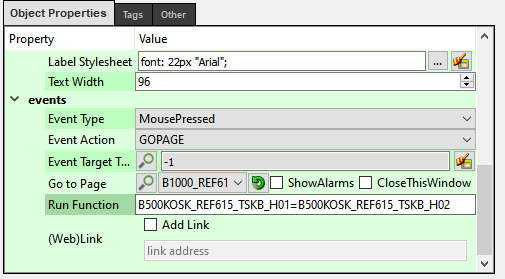 Object Properties Tags Other
Property Value
Label Stylesheet font: 22px "Arial"; ...
Text Width 96
events
Event Type MousePressed
Event Action GOPAGE
Event Target T... -1
Go to Page B1000_REF61 ShowAlarms CloseThisWindow
Run Function B500KOSK_REF615_TSKB_H01=B500KOSK_REF615_TSKB_H02
Add Link
(Web)Link
link address